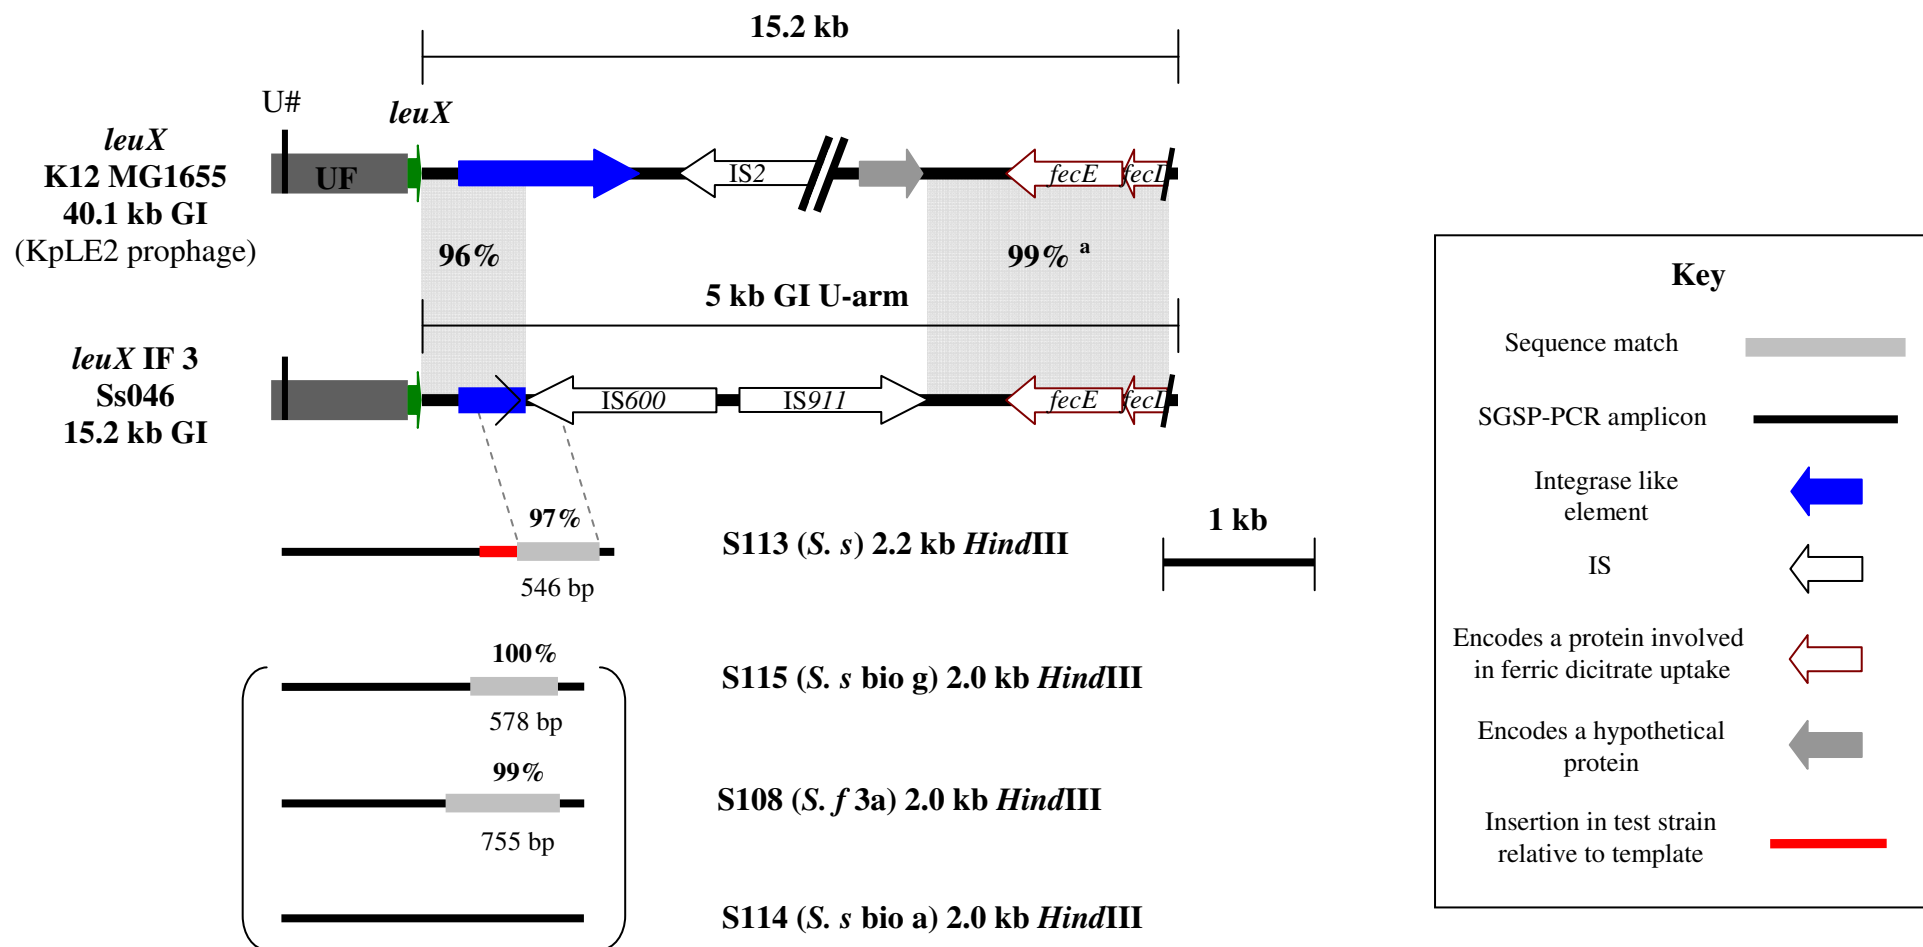 15.2 kb
U#
leuX
leuX
K12 MG1655
40.1 kb GI
(KpLE2 prophage)
UF
IS2
fecE
fecD
96%
99% a
5 kb GI U-arm
leuX IF 3
Ss046
15.2 kb GI
IS600
IS911
fecE
fecD
97%
546 bp
S113 (S. s) 2.2 kb HindIII
1 kb
100%
578 bp
S115 (S. s bio g) 2.0 kb HindIII
99%
755 bp
S108 (S. f 3a) 2.0 kb HindIII
S114 (S. s bio a) 2.0 kb HindIII
Key
Sequence match
SGSP-PCR amplicon
Integrase like
element
IS
Encodes a protein involved
in ferric dicitrate uptake
Encodes a hypothetical
protein
Insertion in test strain
relative to template